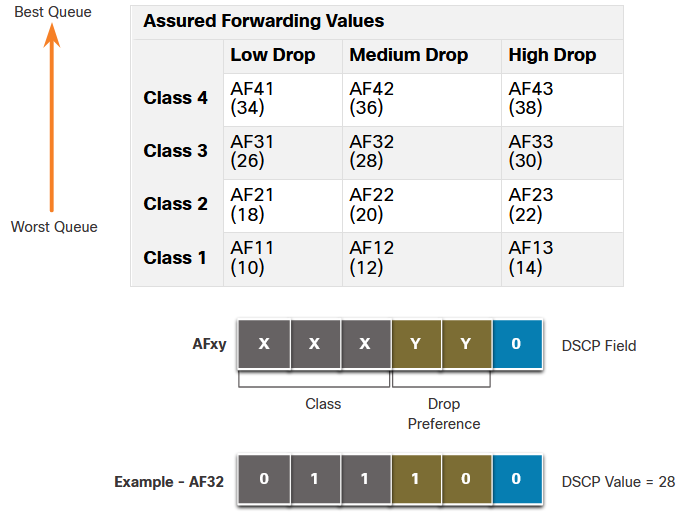 Best Queue
Assured Forwarding Values
Low Drop Medium Drop High Drop
Class 4
AF41
(34)
AF42
(36)
AF43
(38)
Class 3
AF31
(26)
AF32
(28)
AF33
(30)
Class 2
AF21
(18)
AF22
(20)
AF23
(22)
Worst Queue
Class 1
AF11
(10)
AF12
(12)
AF13
(14)
AFxy X X X Y Y 0 DSCP Field
Class
Drop
Preference
Example - AF32 0 1 1 1 0 0 DSCP Value = 28